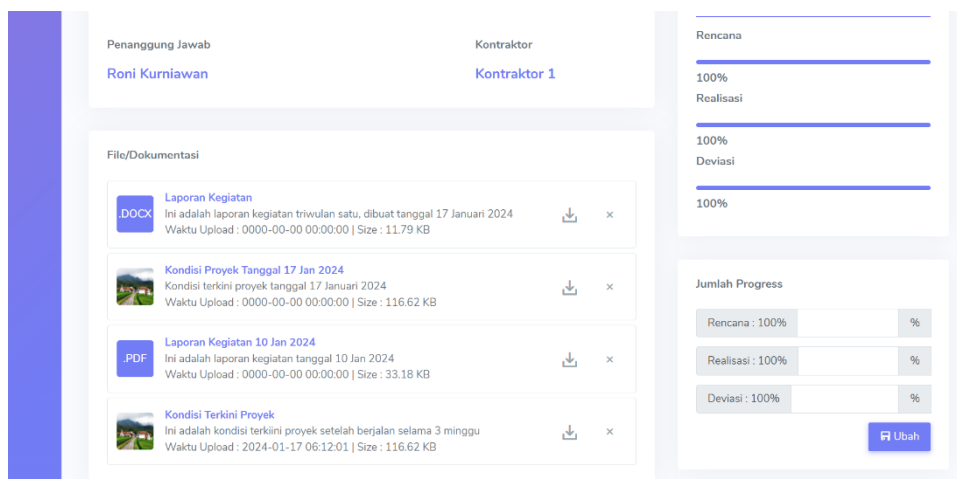 Penanggung Jawab
Roni Kurniawan
Kontraktor
Kontraktor 1
File/Dokumentasi
.DOCX
Laporan Kegiatan
Ini adalah laporan kegiatan triwulan satu, dibuat tanggal 17 Januari 2024
Waktu Upload : 0000-00-00 00:00:00 | Size : 11.79 KB
Kondisi Proyek Tanggal 17 Jan 2024
Kondisi terkini proyek tanggal 17 Januari 2024
Waktu Upload : 0000-00-00 00:00:00 | Size : 116.62 KB
.PDF
Laporan Kegiatan 10 Jan 2024
Ini adalah laporan kegiatan tanggal 10 Jan 2024
Waktu Upload : 0000-00-00 00:00:00 | Size : 33.18 KB
Kondisi Terkini Proyek
Ini adalah kondisi terkiini proyek setelah berjalan selama 3 minggu
Waktu Upload : 2024-01-17 06:12:01 | Size : 116.62 KB
Rencana
100%
Realisasi
100%
Deviasi
100%
Jumlah Progress
Rencana : 100% %
Realisasi : 100% %
Deviasi : 100% %
Ubah